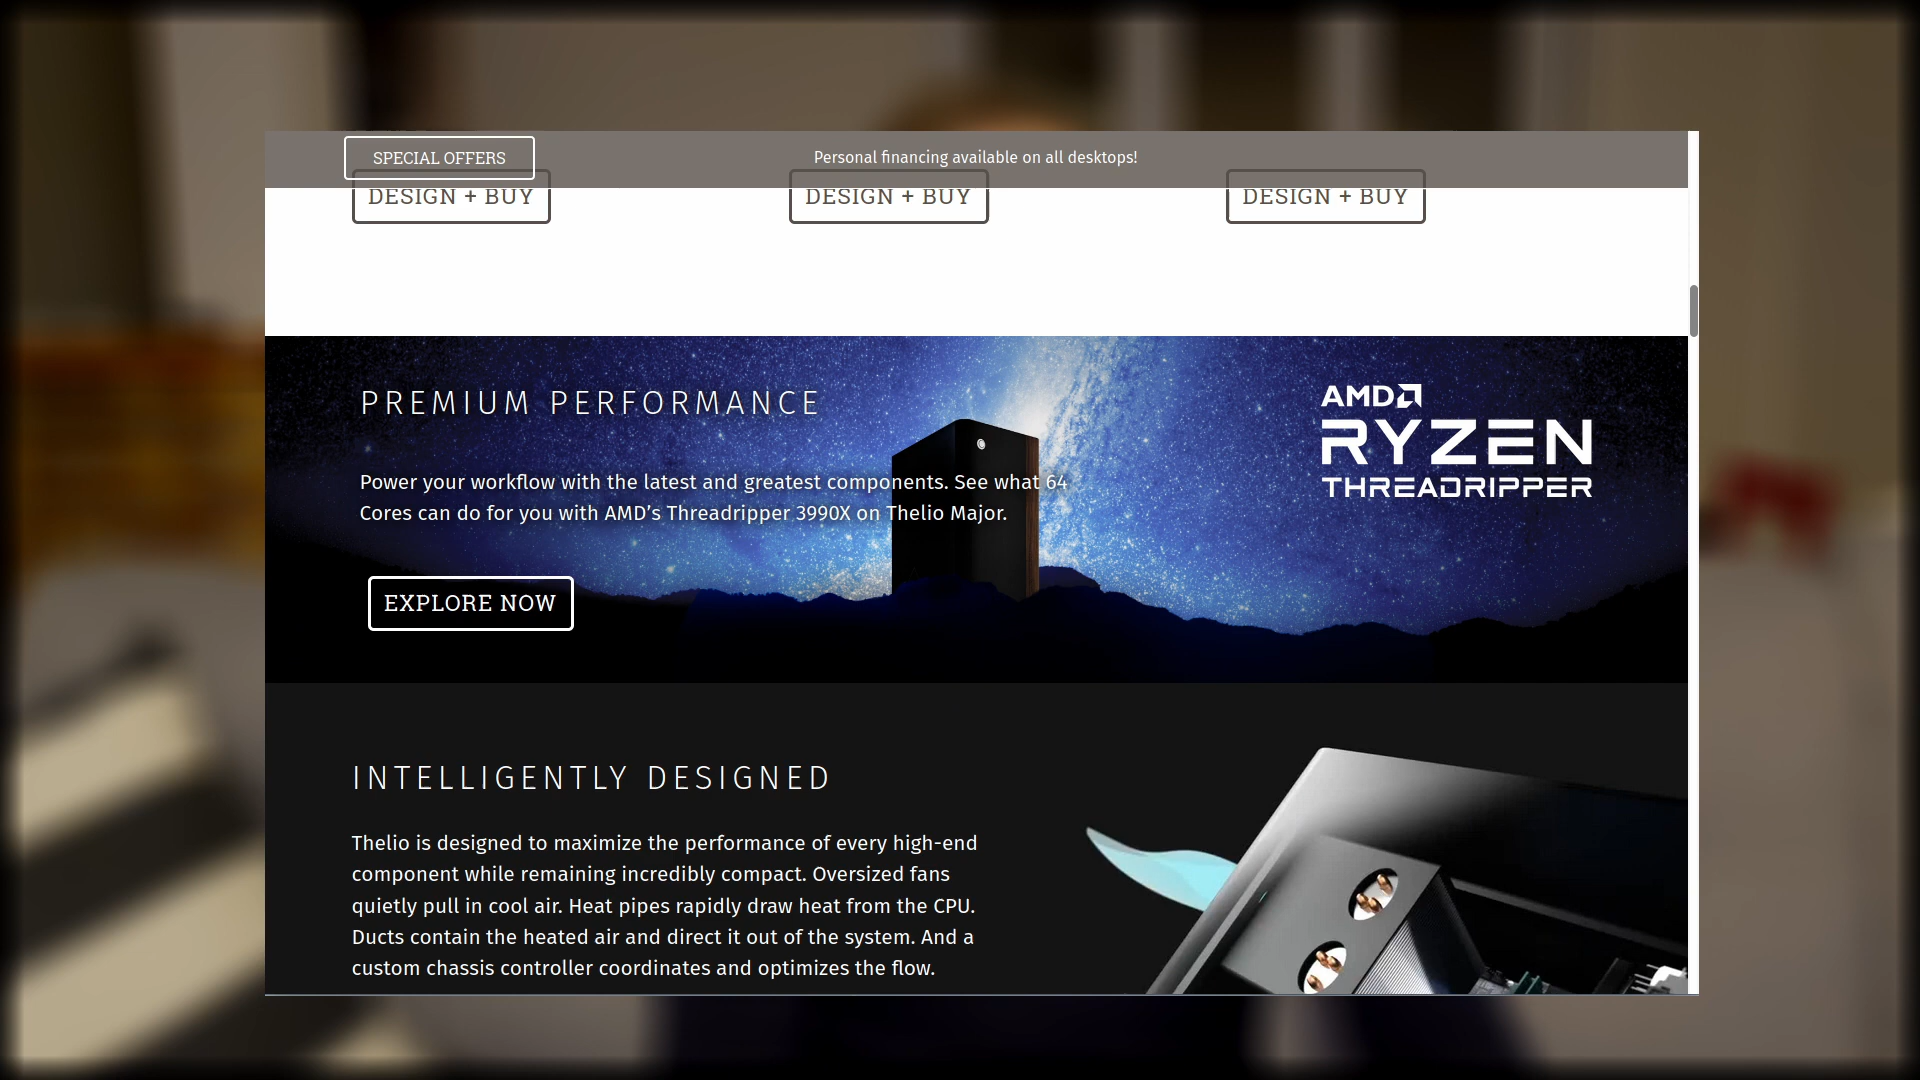 SPECIAL OFFERS
Personal financing available on all desktops!
DESIGN + BUY
DESIGN + BUY
DESIGN + BUY
PREMIUM PERFORMANCE
AMD
RYZEN
THREADRIPPER
Power your workflow with the latest and greatest components. See what 64
Cores can do for you with AMD’s Threadripper 3990X on Thelio Major.
EXPLORE NOW
INTELLIGENTLY DESIGNED
Thelio is designed to maximize the performance of every high-end
component while remaining incredibly compact. Oversized fans
quietly pull in cool air. Heat pipes rapidly draw heat from the CPU.
Ducts contain the heated air and direct it out of the system. And a
custom chassis controller coordinates and optimizes the flow.